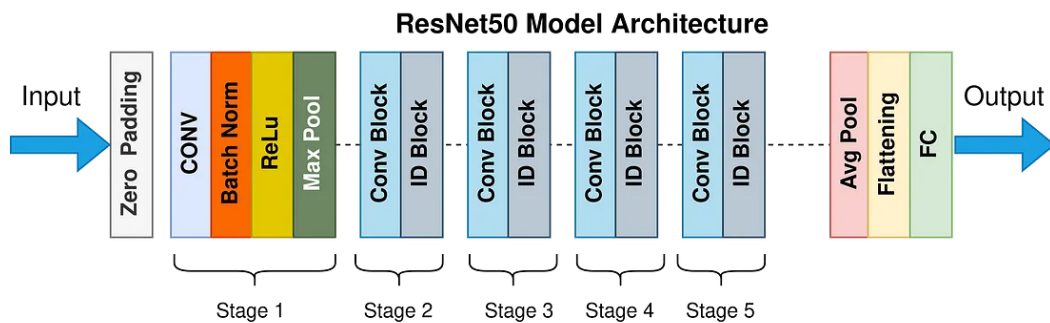 ResNet50 Model Architecture
Input
Zero Padding
CONV
Batch Norm
ReLu
Max Pool
Conv Block
ID Block
Conv Block
ID Block
Conv Block
ID Block
Conv Block
ID Block
Avg Pool
Flattening
FC
Output
Stage 1
Stage 2
Stage 3
Stage 4
Stage 5